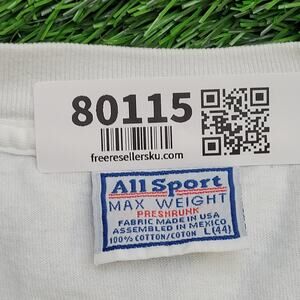 80115
freeresellersku.com
All Sport
MAX WEIGHT
PRESHRUNK
FABRIC MADE IN USA
ASSEMBLED IN MEXICO
100% COTTON/COTON L(44)